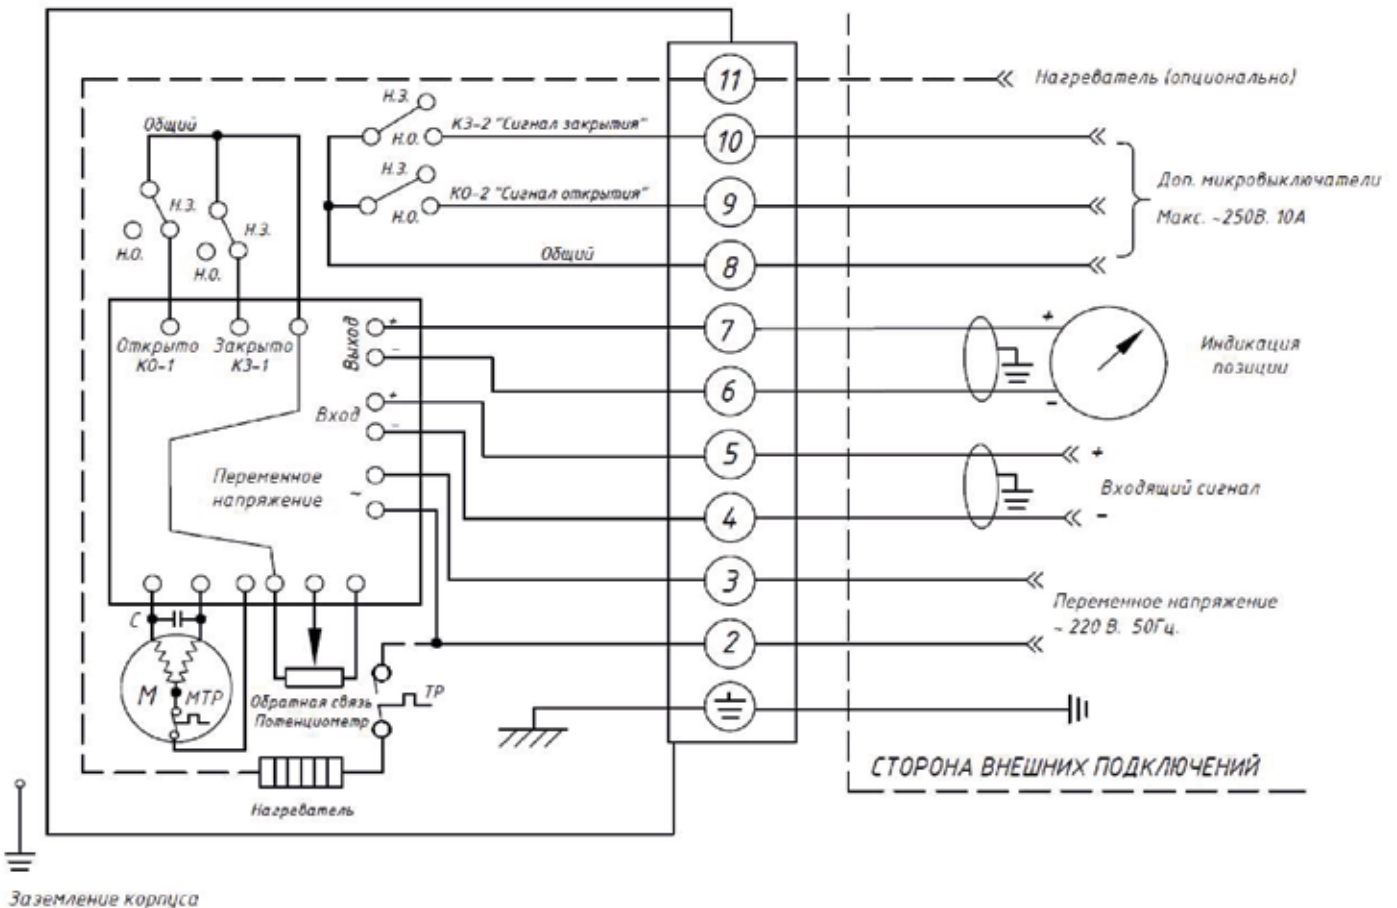 11
Нагреватель (опционально)
Н.З.
Общий
КЗ-2 "Сигнал закрытия"
Н.О.
10
Н.З.
Доп. микровыключатели
Н.З.
КО-2 "Сигнал открытия"
9
Н.О.
Макс. ~250В. 10А
Н.З.
Н.О.
Н.О.
Общий
8
+
Выход
-
7
+
Открыто
КО-1
Закрыто
КЗ-1
Индикация
позиции
6
-
+
Вход
-
5
+
Переменное
напряжение
~
Входящий сигнал
4
-
3
Переменное напряжение
~ 220 В. 50Гц.
C
2
М
МТР
Обратная связь
Потенциометр
ТР
СТОРОНА ВНЕШНИХ ПОДКЛЮЧЕНИЙ
Нагреватель
Заземление корпуса